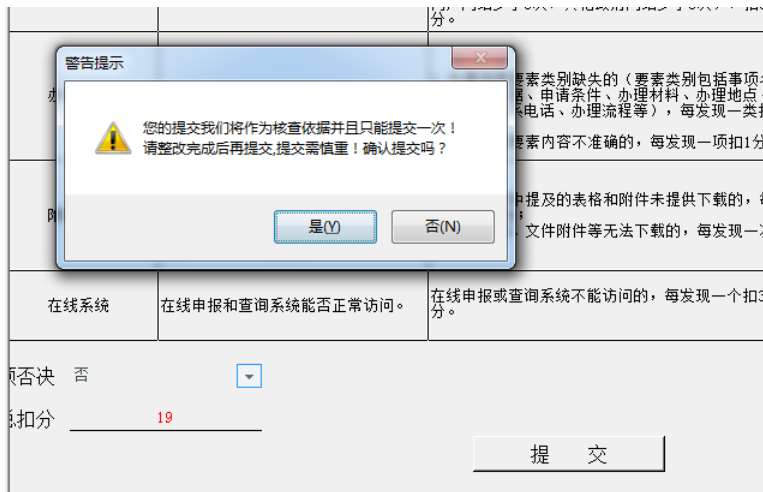 分。
警告提示
您的提交我们将作为核查依据并且只能提交一次！
请整改完成后再提交,提交需慎重！确认提交吗？
是(Y)
否(N)
要素类别缺失的（要素类别包括事项
、申请条件、办理材料、办理地点
系电话、办理流程等），每发现一类
要素内容不准确的，每发现一项扣1分
中提及的表格和附件未提供下载的，
文件附件等无法下载的，每发现一
在线系统
在线申报和查询系统能否正常访问。
在线申报或查询系统不能访问的，每发现一个扣3
分。
否决
否
扣分
19
提 交